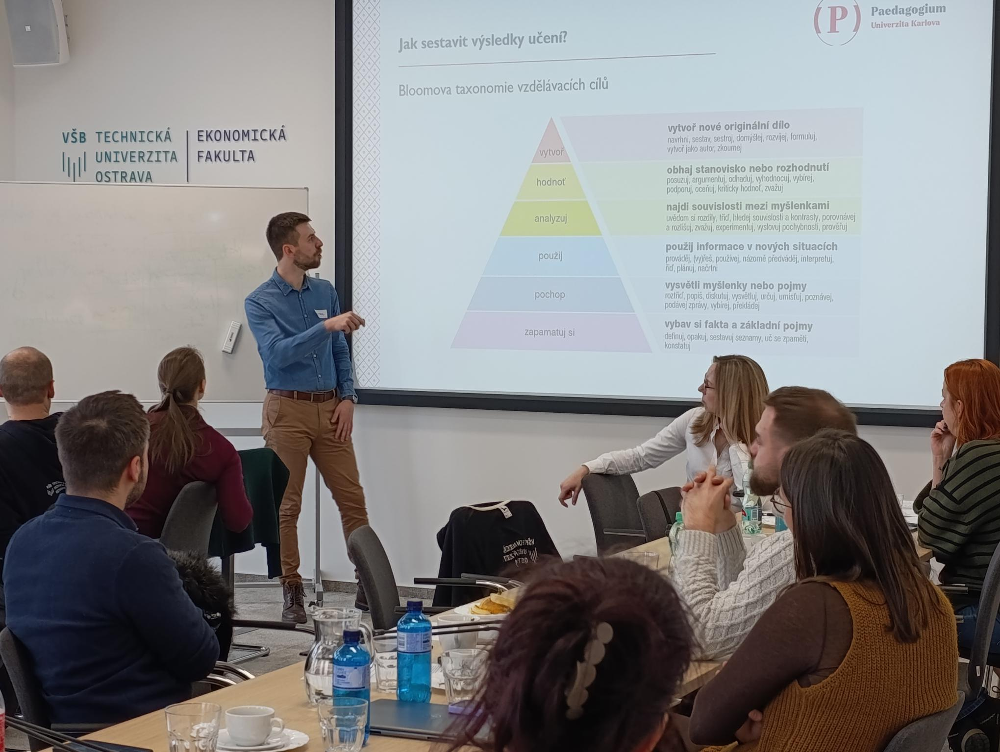 Paedagogium
Univerzita Karlova
(P)
Jak sestavit výsledky učení?
Bloomova taxonomie vzdělávacích cílů
vytvoř
vytvoř nové originální dílo
navrhni, sestav, sestroj, domýšlej, rozvíjej, formuluj,
vytvoř jako autor, zkoumej
hodnoť
obhaj stanovisko nebo rozhodnutí
posuzuj, argumentuj, odhaduj, vyhodnocuj, vybírej,
podporuj, oceňuj, kriticky hodnoť, zvažuj
analyzuj
najdi souvislosti mezi myšlenkami
uvědom si rozdíly, třiď, hledej souvislosti a kontrasty, porovnávej
a rozlišuj, zvažuj, experimentuj, vyslovuj pochybnosti, prověřuj
použij
použij informace v nových situacích
prováděj, (vy)řeš, používej, názorně předváděj, interpretuj,
řiď, plánuj, načrtni
pochop
vysvětli myšlenky nebo pojmy
roztřiď, popiš, diskutuj, vysvětluj, určuj, umisťuj, poznávej,
podávej zprávy, vybírej, překládej
zapamatuj si
vybav si fakta a základní pojmy
definuj, opakuj, sestavuj seznamy, uč se zpaměti,
konstatuj
VŠB TECHNICKÁ
UNIVERZITA
OSTRAVA
EKONOMICKÁ
FAKULTA